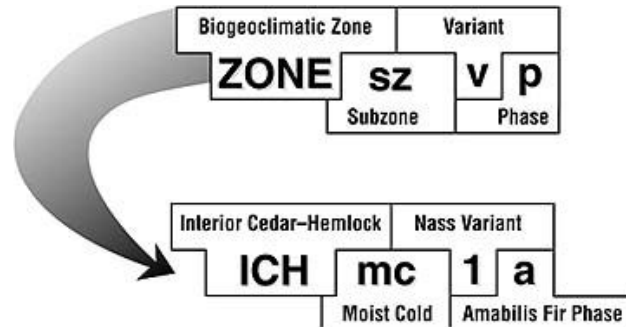 Biogeoclimatic Zone Variant
ZONE sz v p
Subzone Phase
Interior Cedar–Hemlock Nass Variant
ICH mc 1 a
Moist Cold Amabilis Fir Phase